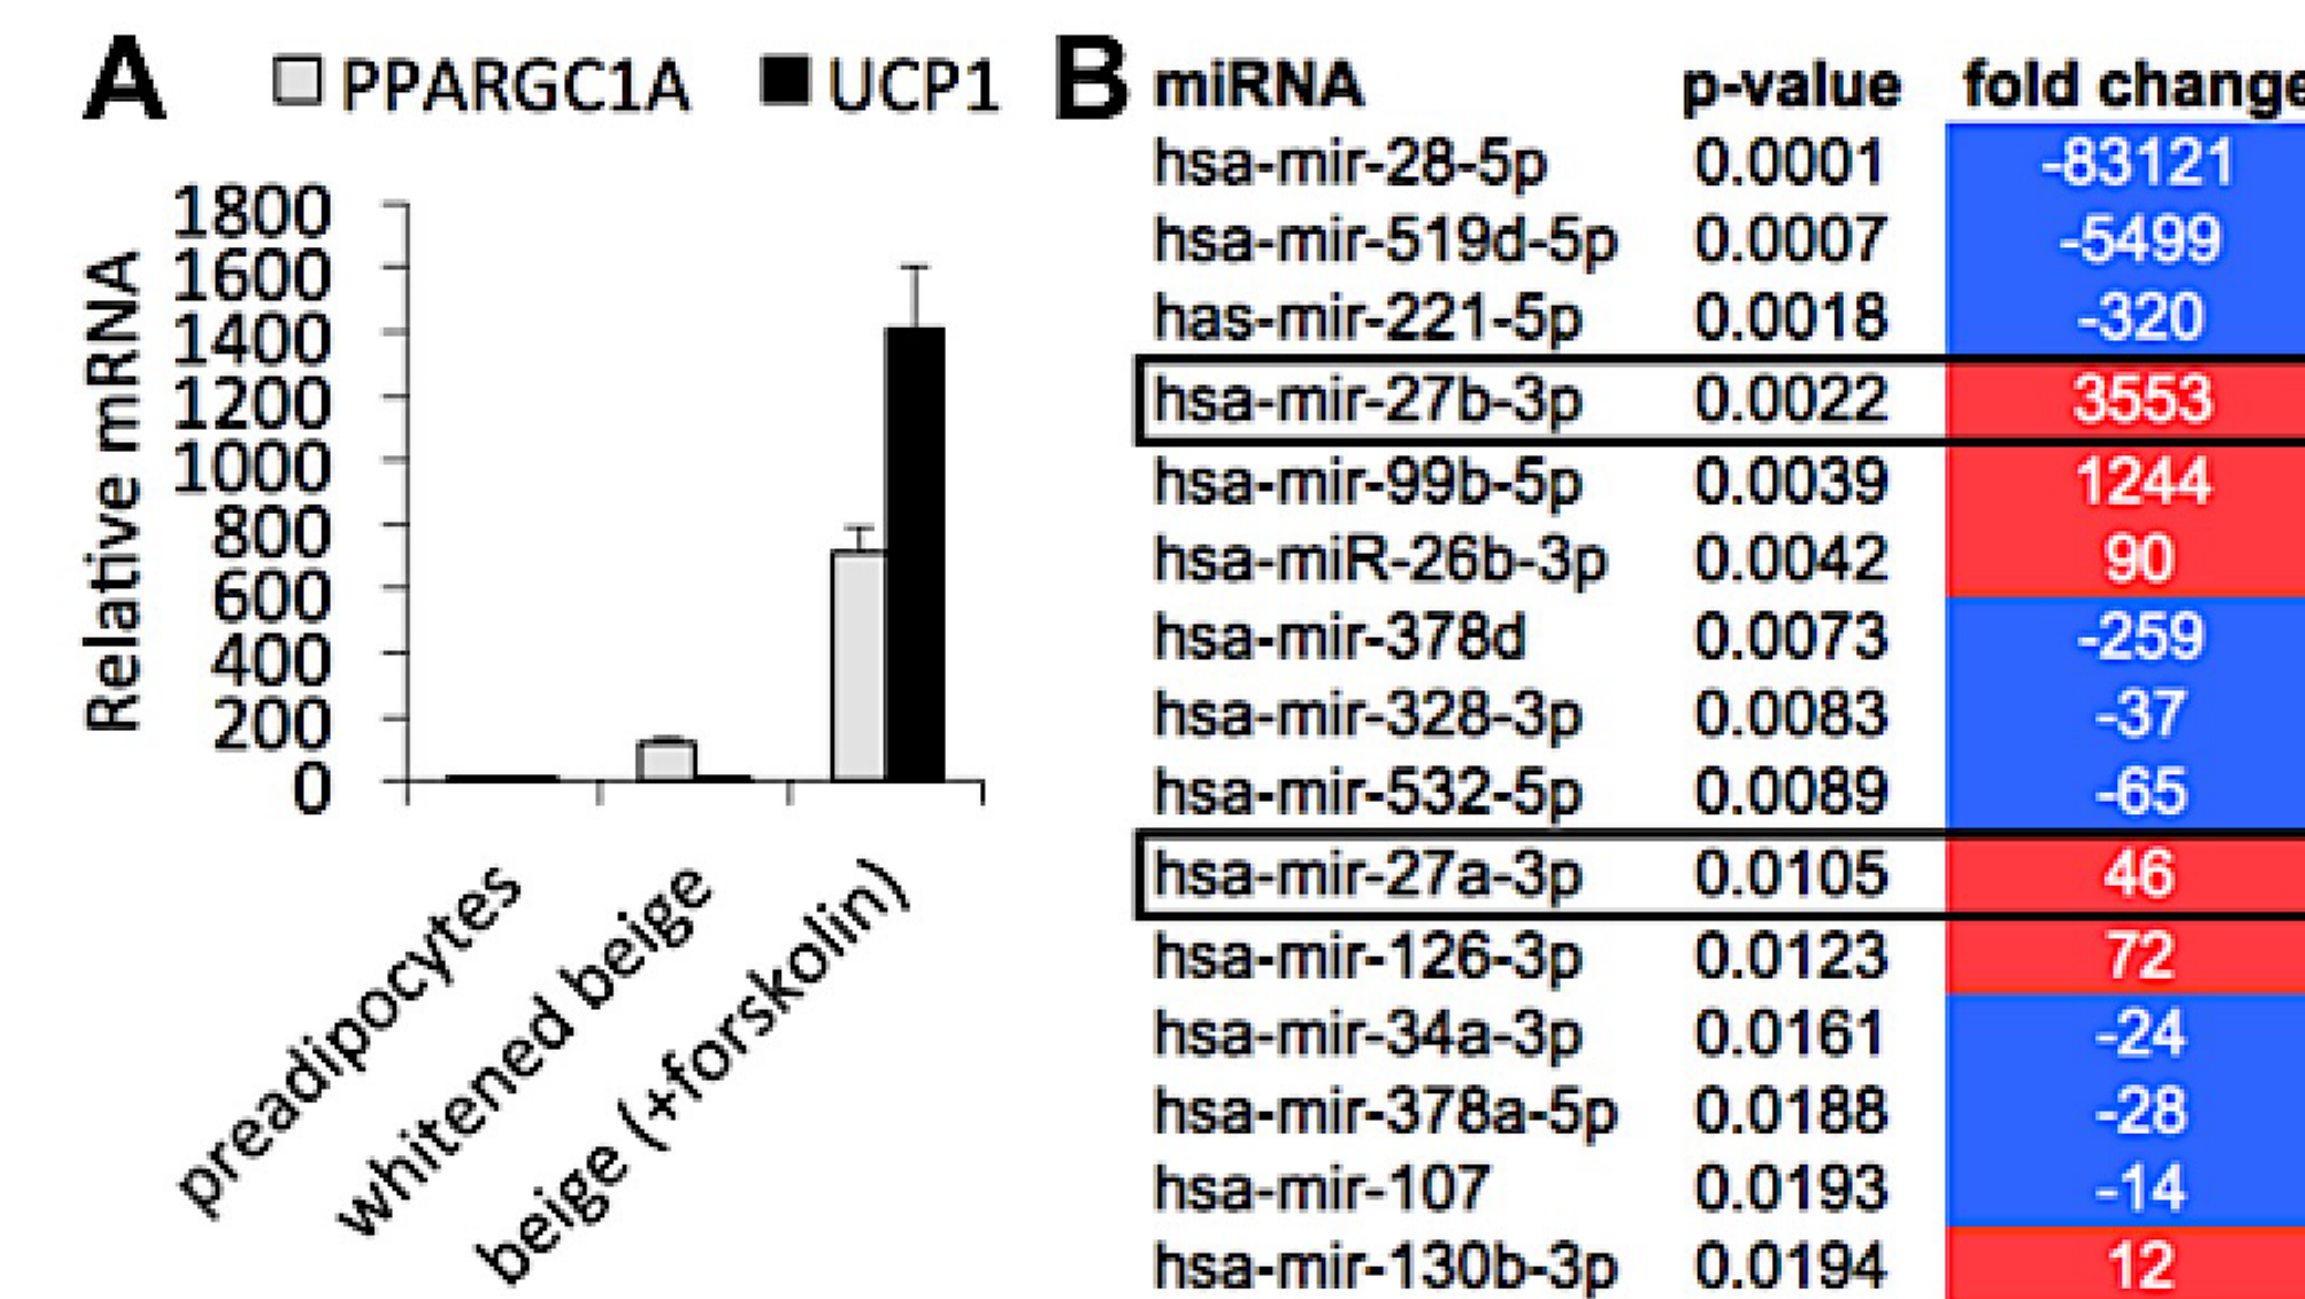 A
PPARGC1A UCP1
Relative mRNA
1800
1600
1400
1200
1000
800
600
400
200
0
preadipocytes
whitened beige
beige (+forskolin)
B
miRNA p-value fold change
hsa-mir-28-5p 0.0001 -83121
hsa-mir-519d-5p 0.0007 -5499
has-mir-221-5p 0.0018 -320
hsa-mir-27b-3p 0.0022 3553
hsa-mir-99b-5p 0.0039 1244
hsa-miR-26b-3p 0.0042 90
hsa-mir-378d 0.0073 -259
hsa-mir-328-3p 0.0083 -37
hsa-mir-532-5p 0.0089 -65
hsa-mir-27a-3p 0.0105 46
hsa-mir-126-3p 0.0123 72
hsa-mir-34a-3p 0.0161 -24
hsa-mir-378a-5p 0.0188 -28
hsa-mir-107 0.0193 -14
hsa-mir-130b-3p 0.0194 12